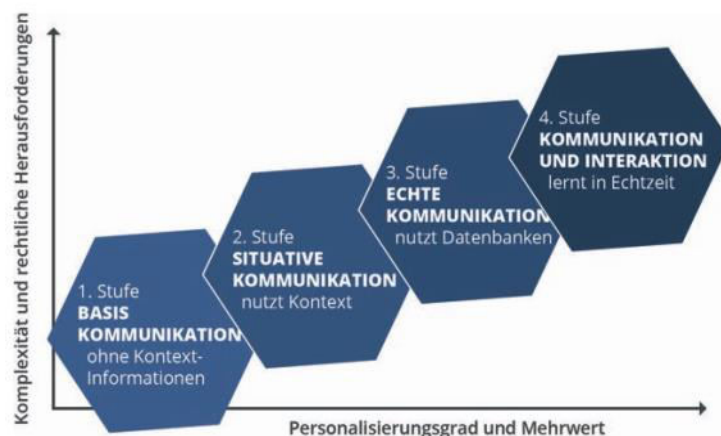 Komplexität und rechtliche Herausforderungen
1. Stufe
BASIS
KOMMUNIKATION
ohne Kontext-
Informationen
2. Stufe
SITUATIVE
KOMMUNIKATION
nutzt Kontext
3. Stufe
ECHTE
KOMMUNIKATION
nutzt Datenbanken
4. Stufe
KOMMUNIKATION
UND INTERAKTION
lernt in Echtzeit
Personalisierungsgrad und Mehrwert